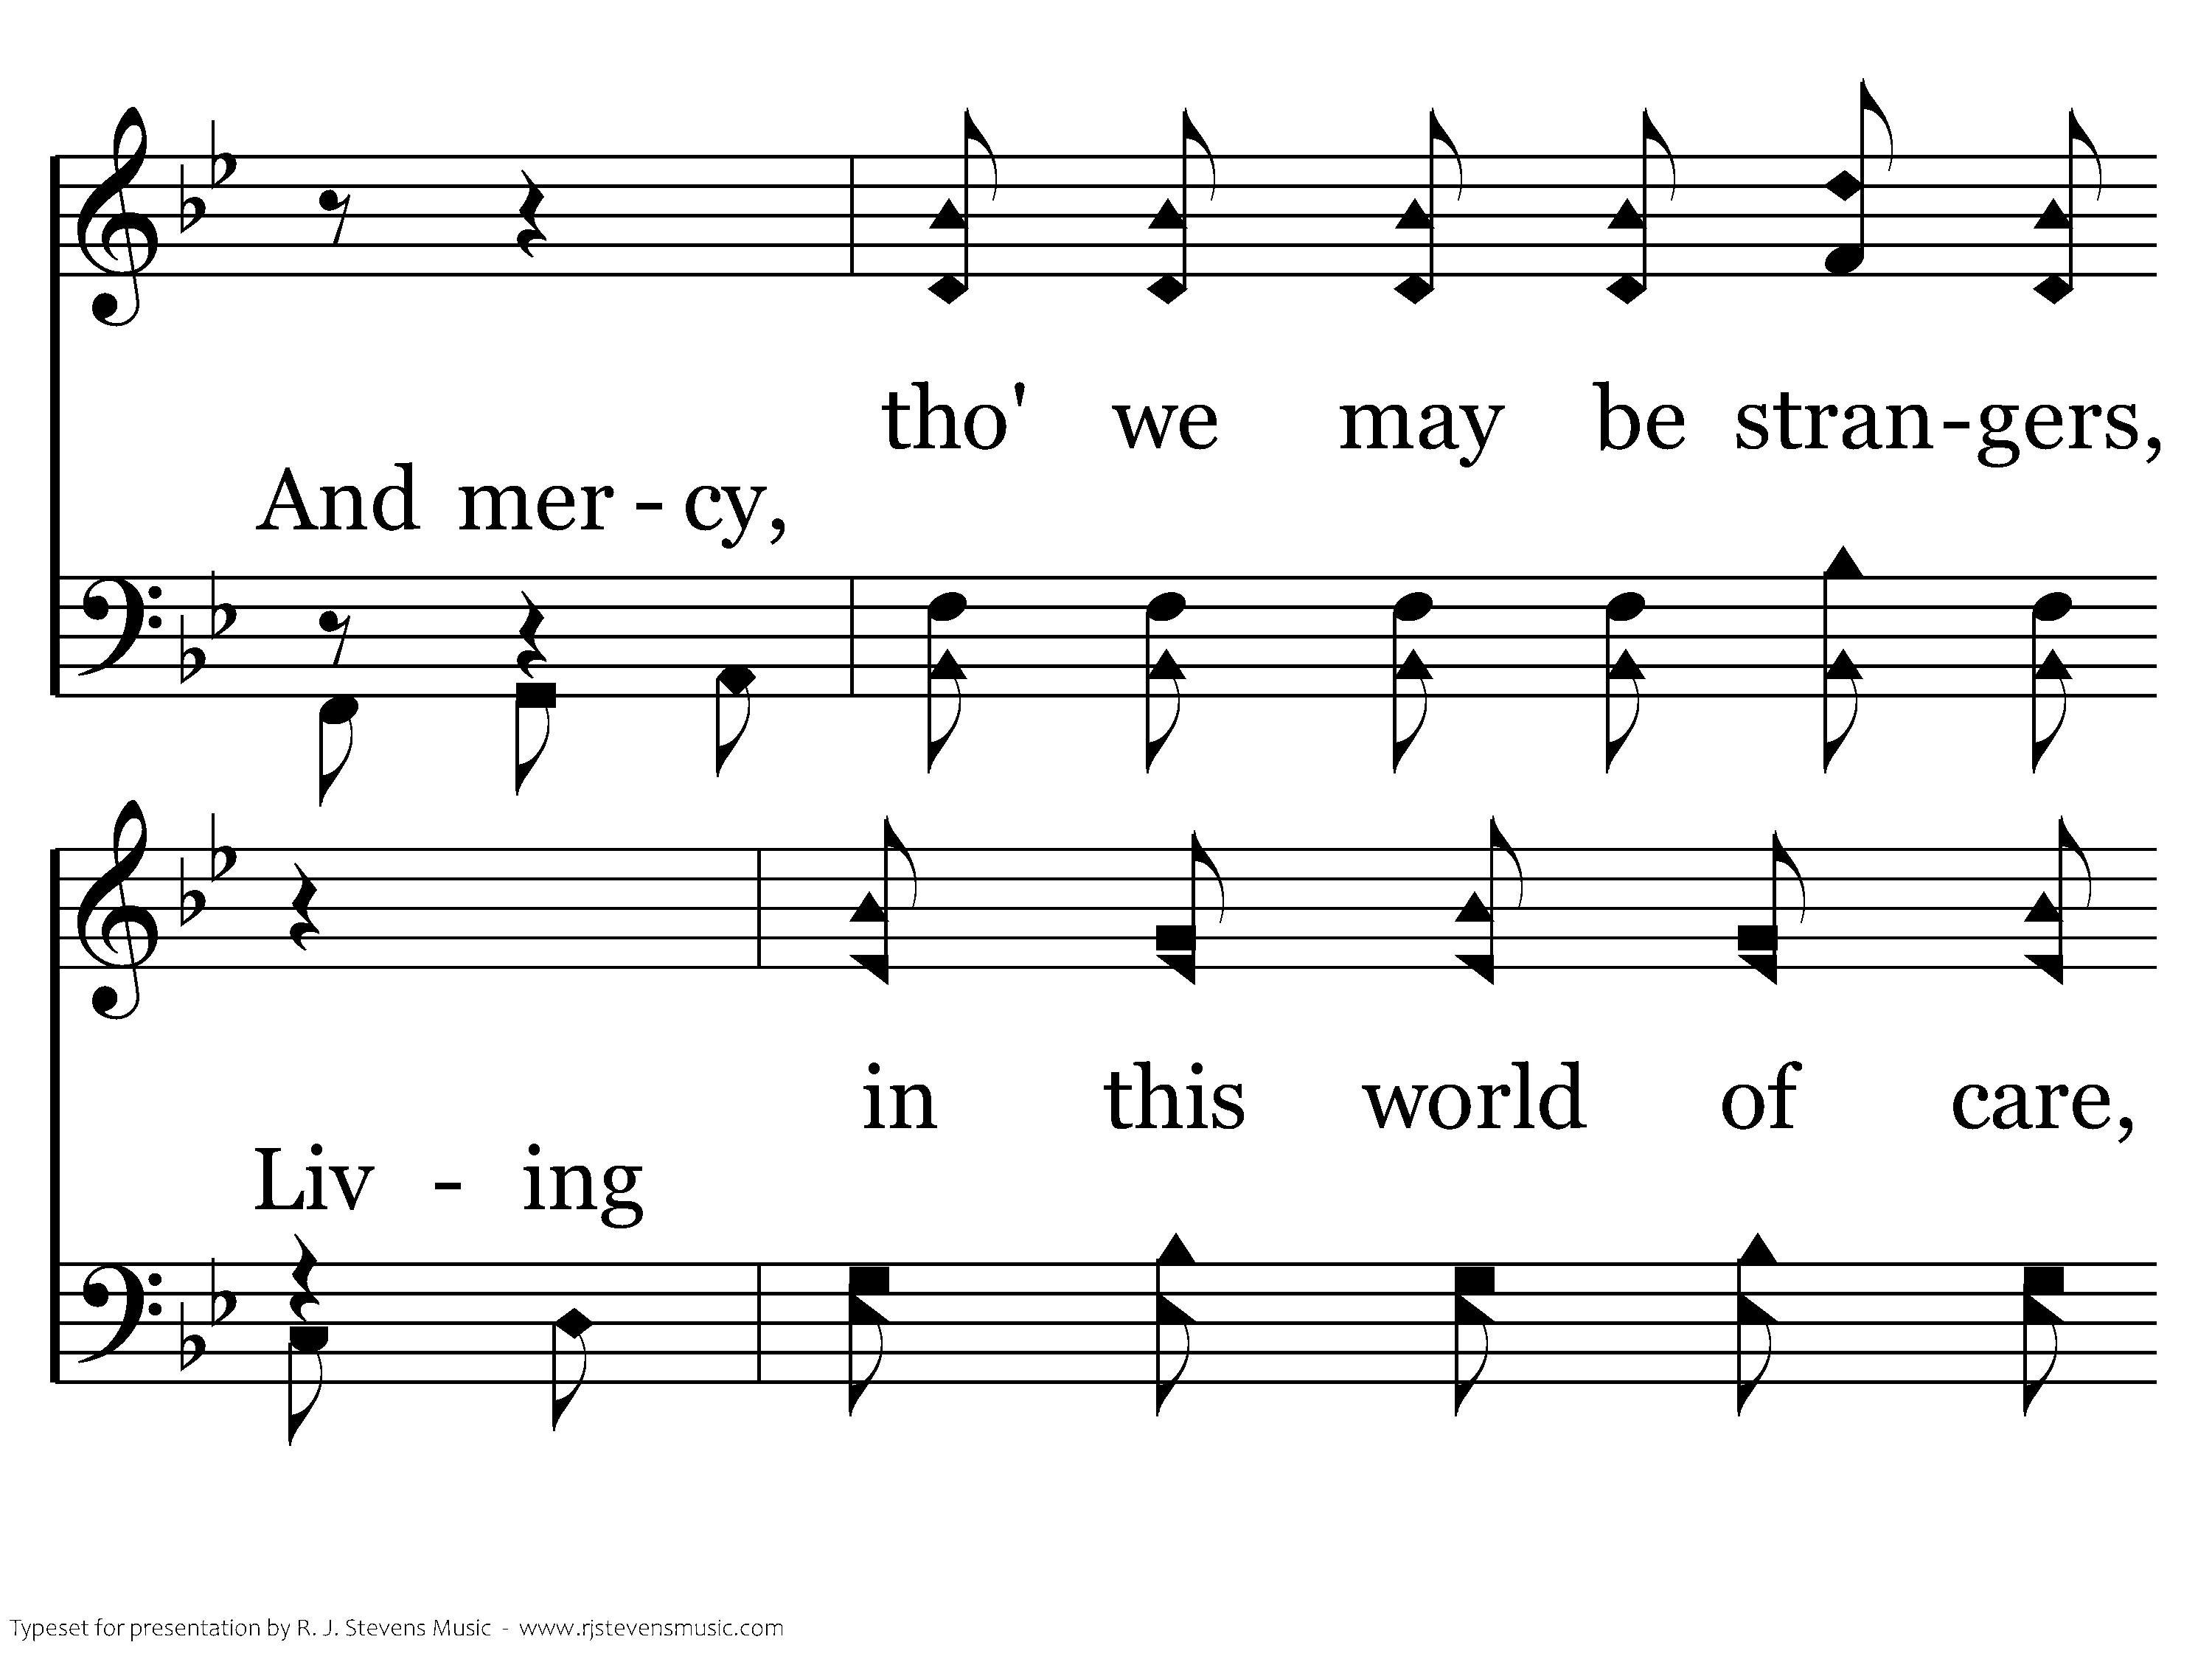 tho' we may be stran-gers,
And mer - cy,
in this world of care,
Liv - ing
Typeset for presentation by R. J. Stevens Music - www.rjstevensmusic.com